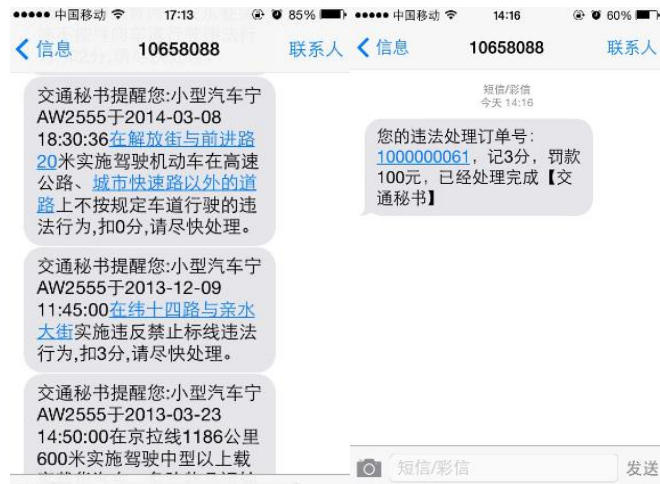 中国移动 17:13 85%
信息 10658088 联系人
交通秘书提醒您:小型汽车宁
AW2555于2014-03-08
18:30:36在解放街与前进路
20米实施驾驶机动车在高速
公路、城市快速路以外的道
路上不按规定车道行驶的违
法行为,扣0分,请尽快处理。
交通秘书提醒您:小型汽车宁
AW2555于2013-12-09
11:45:00在纬十四路与亲水
大街实施违反禁止标线违法
行为,扣3分,请尽快处理。
交通秘书提醒您:小型汽车宁
AW2555于2013-03-23
14:50:00在京拉线1186公里
600米实施驾驶中型以上载
中国移动 14:16 60%
信息 10658088 联系人
短信/彩信
今天 14:16
您的违法处理订单号:
1000000061，记3分，罚款
100元，已经处理完成【交
通秘书】
短信/彩信 发送